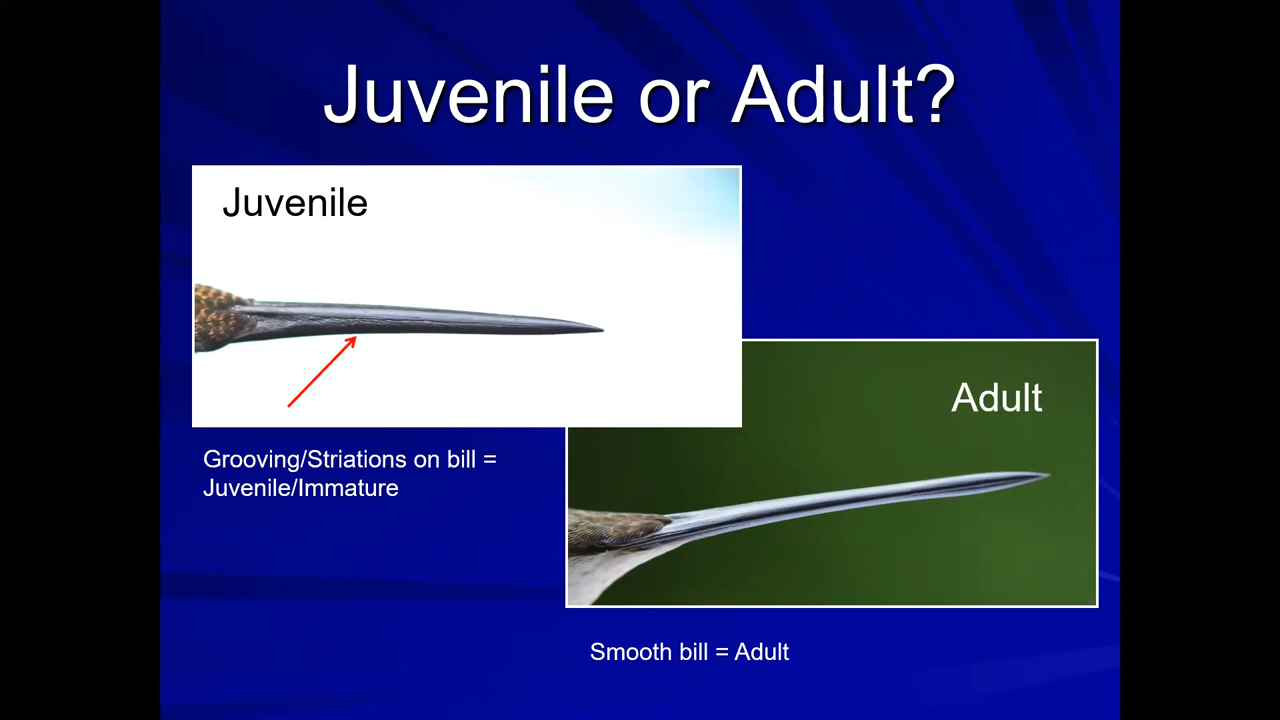 Juvenile or Adult?
Juvenile
Adult
Grooving/Striations on bill =
Juvenile/Immature
Smooth bill = Adult